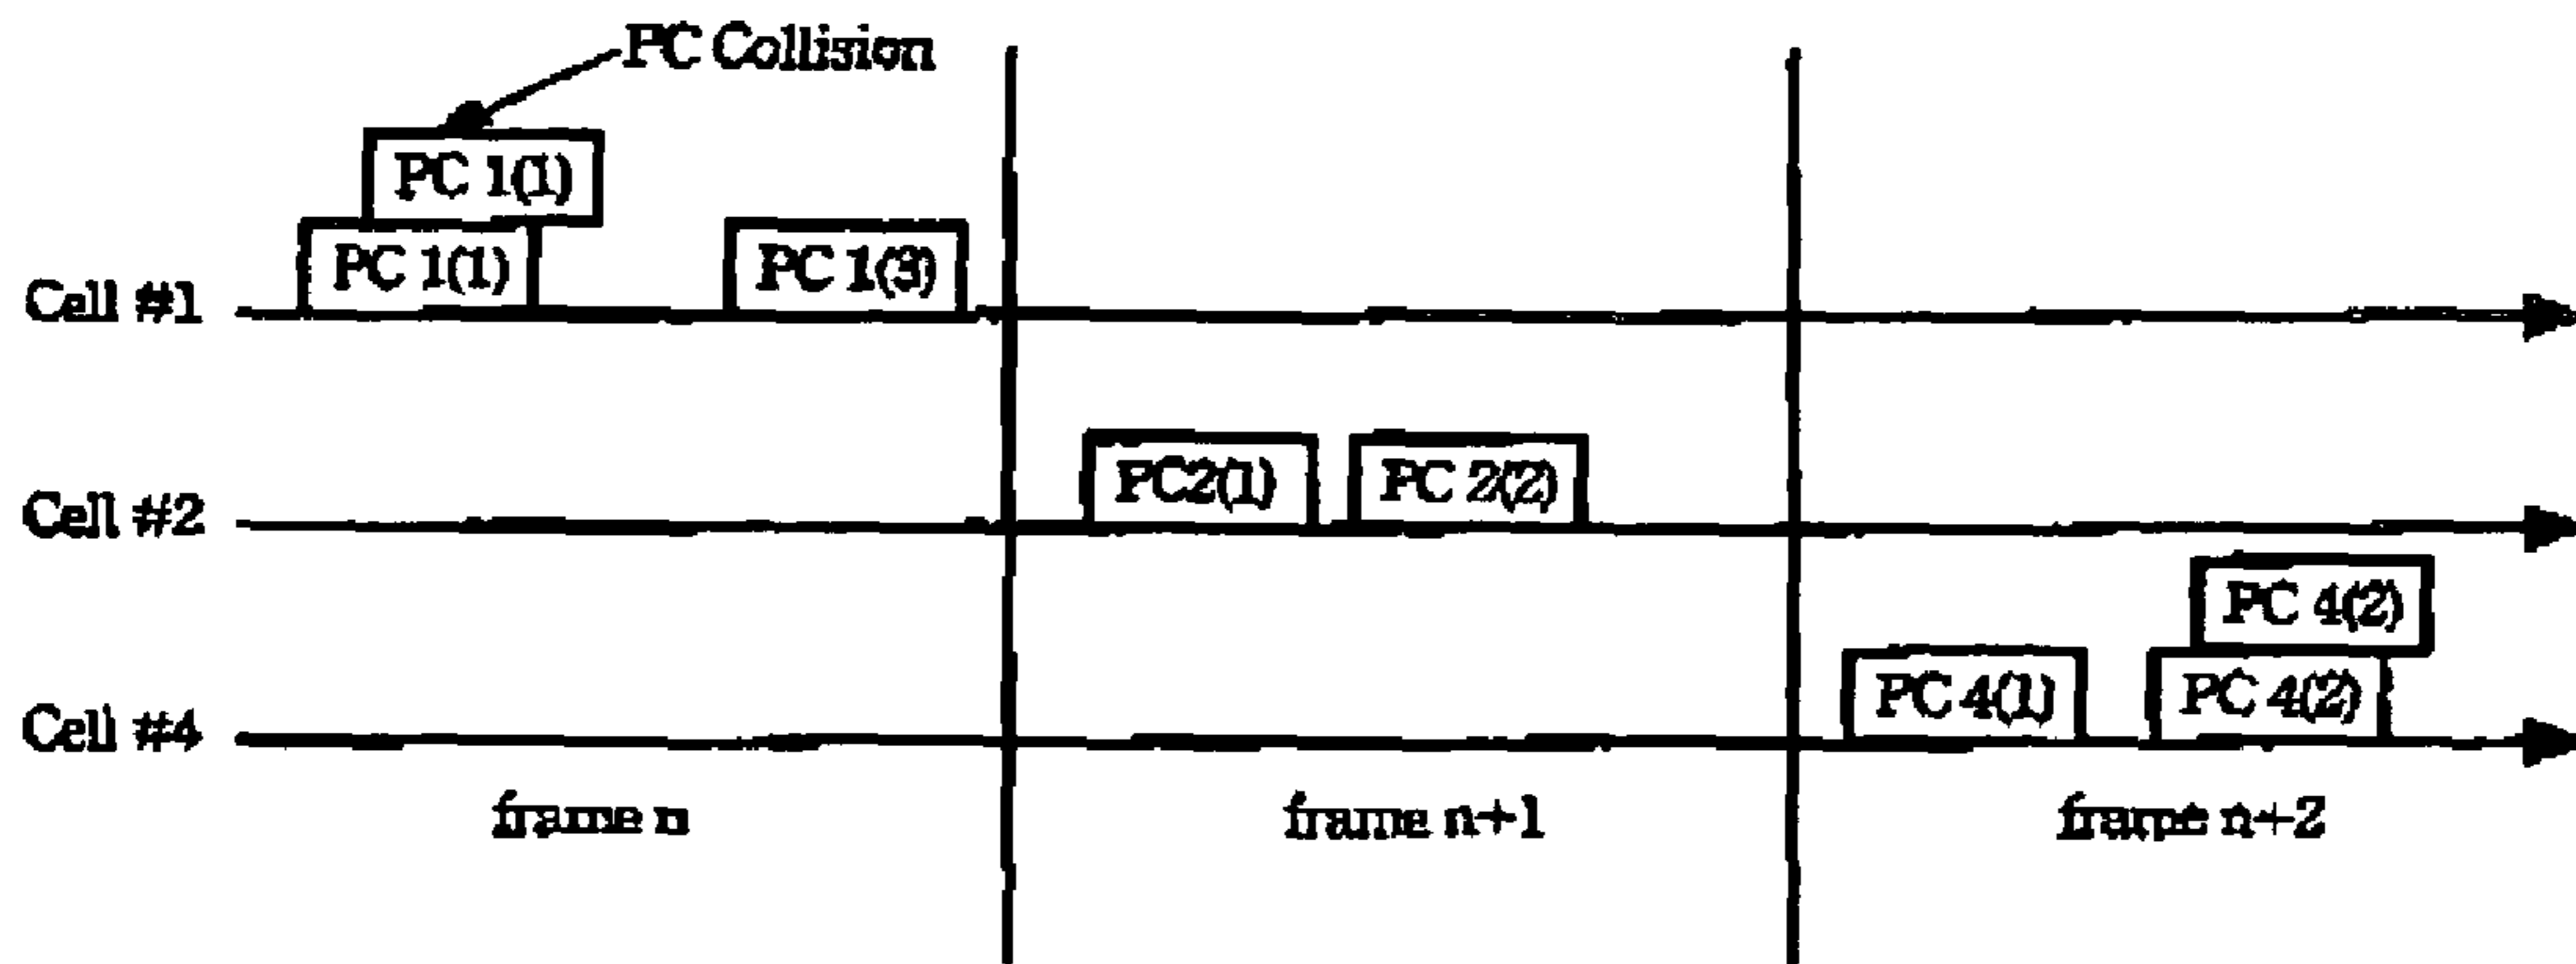 PC Collision
PC 1(1)
PC 1(1)
PC 1(3)
Cell #1
PC2(1)
PC 2(2)
Cell #2
PC 4(2)
PC 4(1)
PC 4(2)
Cell #4
frame n
frame n+1
frame n+2